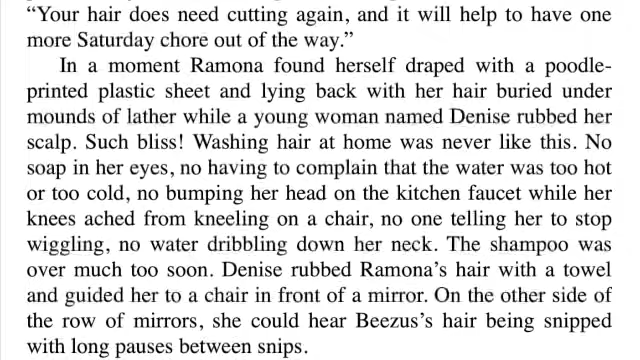 “Your hair does need cutting again, and it will help to have one
more Saturday chore out of the way.”
In a moment Ramona found herself draped with a poodle-
printed plastic sheet and lying back with her hair buried under
mounds of lather while a young woman named Denise rubbed her
scalp. Such bliss! Washing hair at home was never like this. No
soap in her eyes, no having to complain that the water was too hot
or too cold, no bumping her head on the kitchen faucet while her
knees ached from kneeling on a chair, no one telling her to stop
wiggling, no water dribbling down her neck. The shampoo was
over much too soon. Denise rubbed Ramona’s hair with a towel
and guided her to a chair in front of a mirror. On the other side of
the row of mirrors, she could hear Beezus’s hair being snipped
with long pauses between snips.